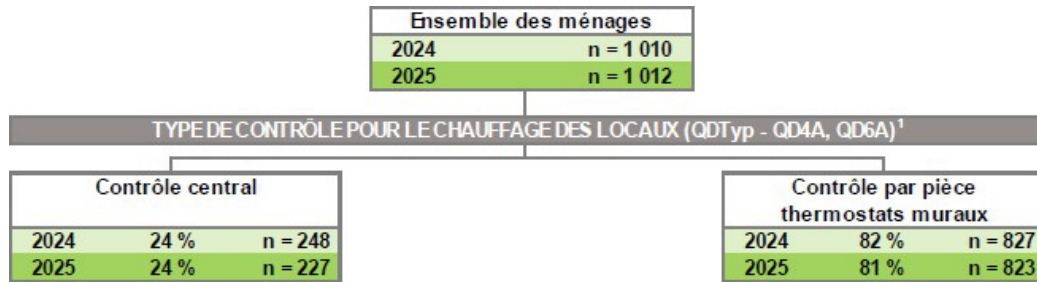 Ensemble des ménages
2024 n = 1 010
2025 n = 1 012
TYPE DE CONTRÔLE POUR LE CHAUFFAGE DES LOCAUX (QDTyp - QD4A, QD6A)¹
Contrôle central
2024 24 % n = 248
2025 24 % n = 227
Contrôle par pièce
thermostats muraux
2024 82 % n = 827
2025 81 % n = 823